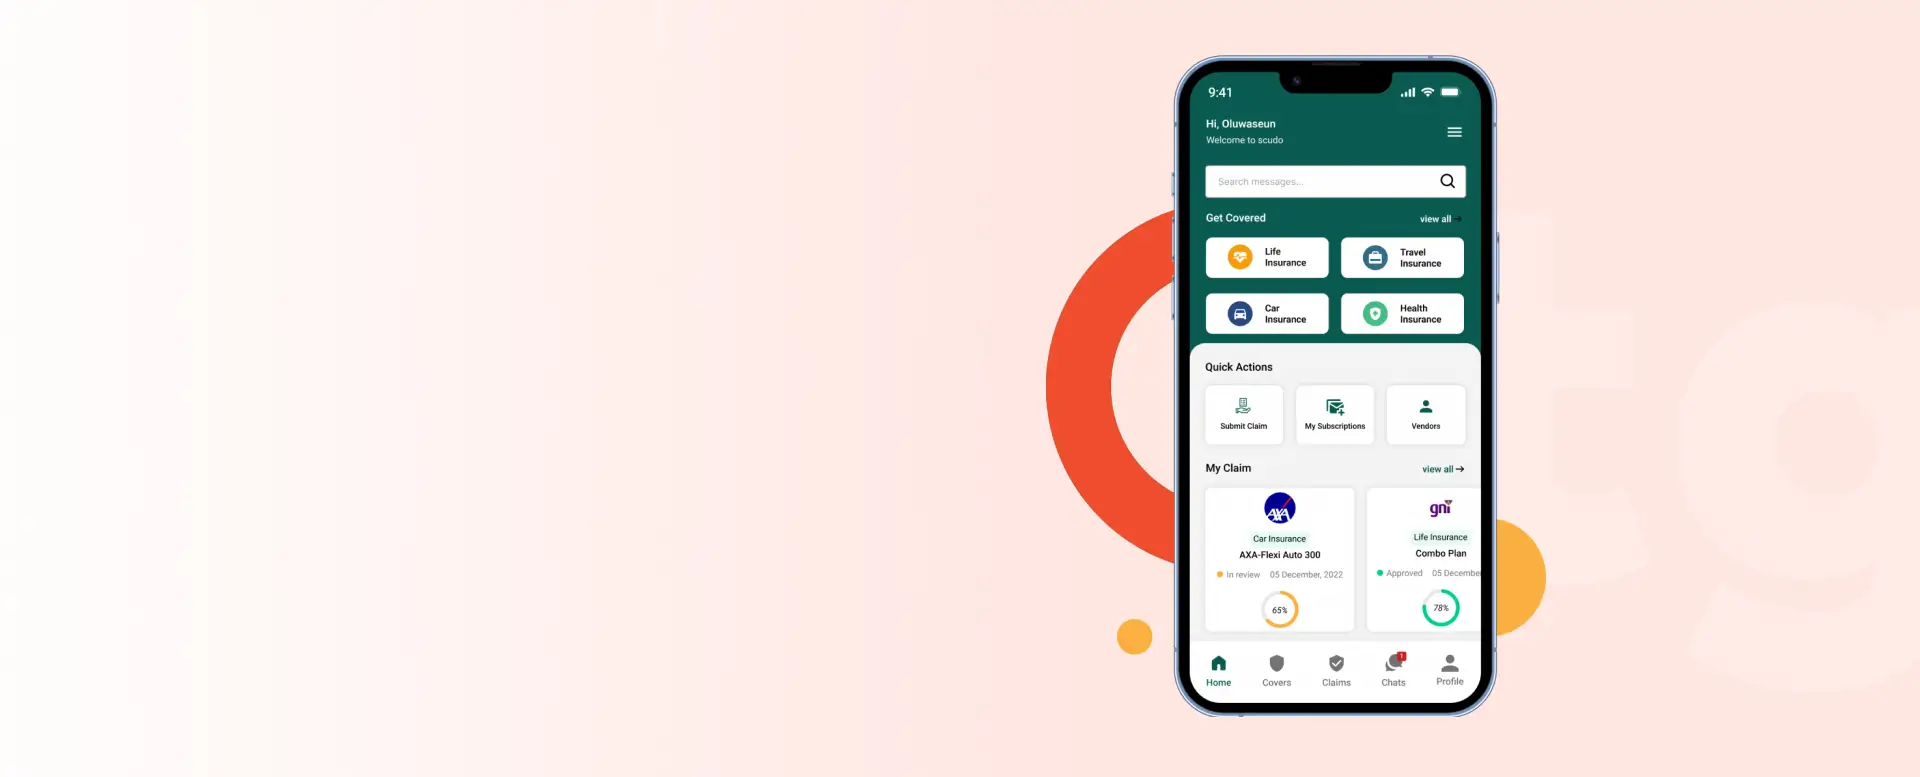 9:41
Hi, Oluwaseun
Welcome to scudo
Search messages...
Get Covered
view all
Life
Insurance
Travel
Insurance
Car
Insurance
Health
Insurance
Quick Actions
Submit Claim
My Subscriptions
Vendors
My Claim
view all
AXA
Car Insurance
AXA-Flexi Auto 300
In review
05 December, 2022
65%
gni
Life Insurance
Combo Plan
Approved
05 December
78%
Home
Covers
Claims
1
Chats
Profile
tg